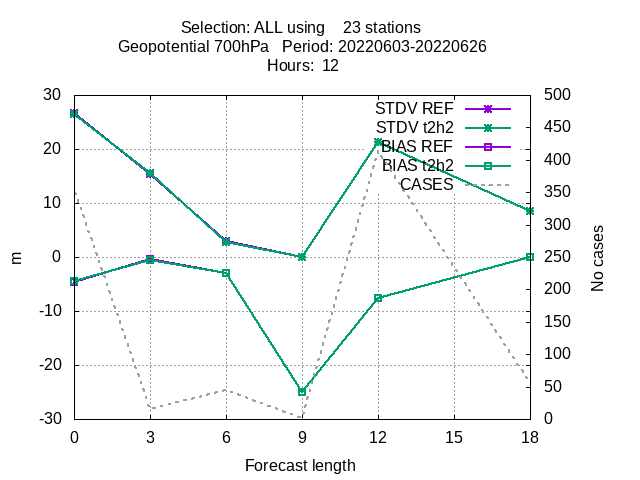 Selection: ALL using    23 stations
Geopotential 700hPa   Period: 20220603-20220626
Hours:  12
30
20
10
0
-10
-20
-30
m
0
3
6
9
12
15
18
Forecast length
500
450
400
350
300
250
200
150
100
50
0
No cases
STDV REF
STDV t2h2
BIAS REF
BIAS t2h2
CASES